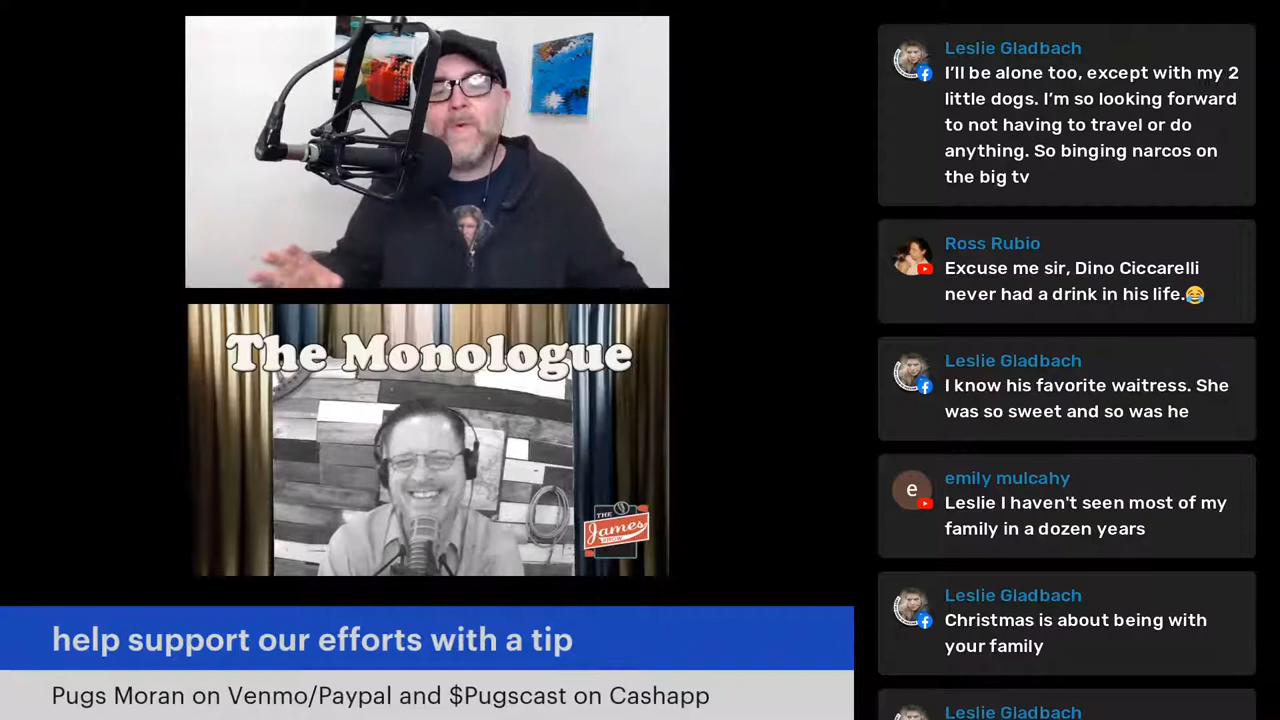 The Monologue
THE
James
SHOW
help support our efforts with a tip
Pugs Moran on Venmo/Paypal and $Pugscast on Cashapp
Leslie Gladbach
I’ll be alone too, except with my 2
little dogs. I’m so looking forward
to not having to travel or do
anything. So binging narcos on
the big tv
Ross Rubio
Excuse me sir, Dino Ciccarelli
never had a drink in his life.😂
Leslie Gladbach
I know his favorite waitress. She
was so sweet and so was he
e
emily mulcahy
Leslie I haven't seen most of my
family in a dozen years
Leslie Gladbach
Christmas is about being with
your family
Leslie Gladbach